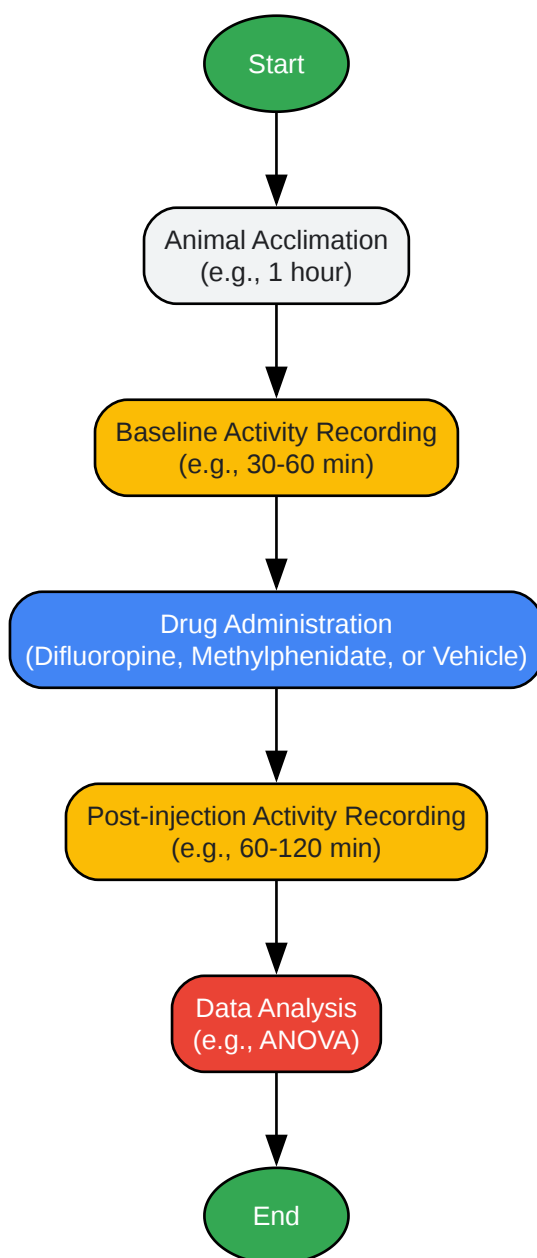 Start
Animal Acclimation
(e.g., 1 hour)
Baseline Activity Recording
(e.g., 30-60 min)
Drug Administration
(Difluoropine, Methylphenidate, or Vehicle)
Post-injection Activity Recording
(e.g., 60-120 min)
Data Analysis
(e.g., ANOVA)
End